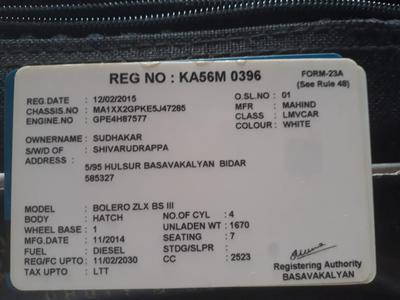 REG NO : KA56M 0396
FORM-23A
(See Rule 48)
REG.DATE : 12/02/2015
O.SL.NO : 01
CHASSIS.NO : MA1XX2GPKE5J47285
MFR : MAHIND
ENGINE.NO : GPE4H87577
CLASS : LMVCAR
COLOUR : WHITE
OWNERNAME : SUDHAKAR
S/W/D OF : SHIVARUDRAPPA
ADDRESS :
5/95 HULSUR BASAVAKALYAN BIDAR
585327
MODEL : BOLERO ZLX BS III
BODY : HATCH
NO.OF CYL : 4
WHEEL BASE : 1
UNLADEN WT : 1670
MFG.DATE : 11/2014
SEATING : 7
FUEL : DIESEL
STDG/SLPR :
REG/FC UPTO : 11/02/2030
CC : 2523
TAX UPTO : LTT
Registering Authority
BASAVAKALYAN